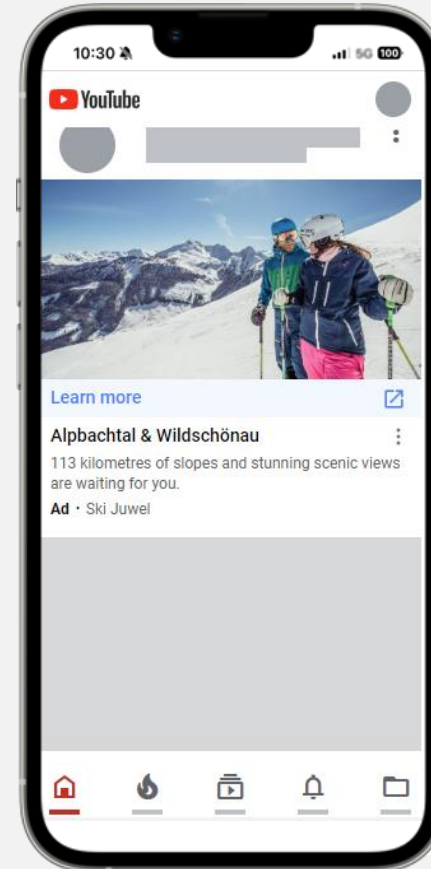 10:30
5G 100
YouTube
Learn more
Alpbachtal & Wildschönau
113 kilometres of slopes and stunning scenic views
are waiting for you.
Ad · Ski Juwel